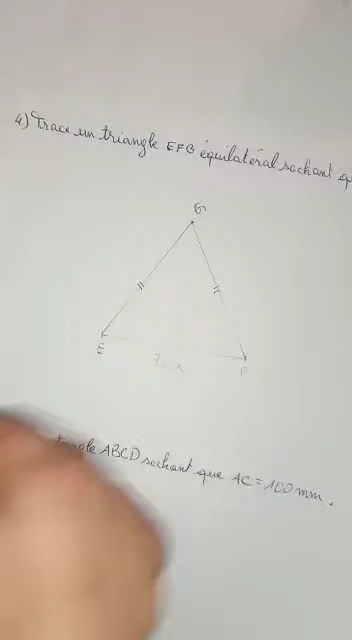 4) Trace un triangle EFG équilatéral sachant
G
E
F
ABCD sachant que AC = 100 mm.